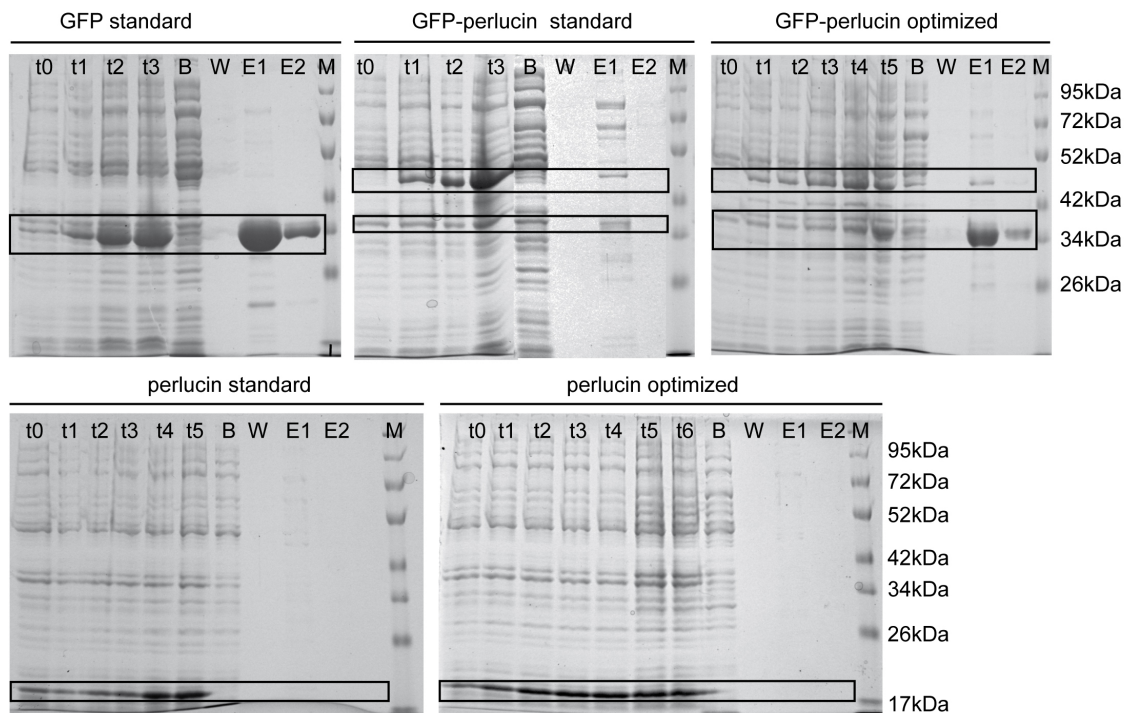 GFP standard GFP-perlucin standard GFP-perlucin optimized
t0 t1 t2 t3 B W E1 E2 M t0 t1 t2 t3 B W E1 E2 M t0 t1 t2 t3 t4 t5 B W E1 E2 M
95kDa
72kDa
52kDa
42kDa
34kDa
26kDa
perlucin standard perlucin optimized
t0 t1 t2 t3 t4 t5 B W E1 E2 M t0 t1 t2 t3 t4 t5 t6 B W E1 E2 M
95kDa
72kDa
52kDa
42kDa
34kDa
26kDa
17kDa